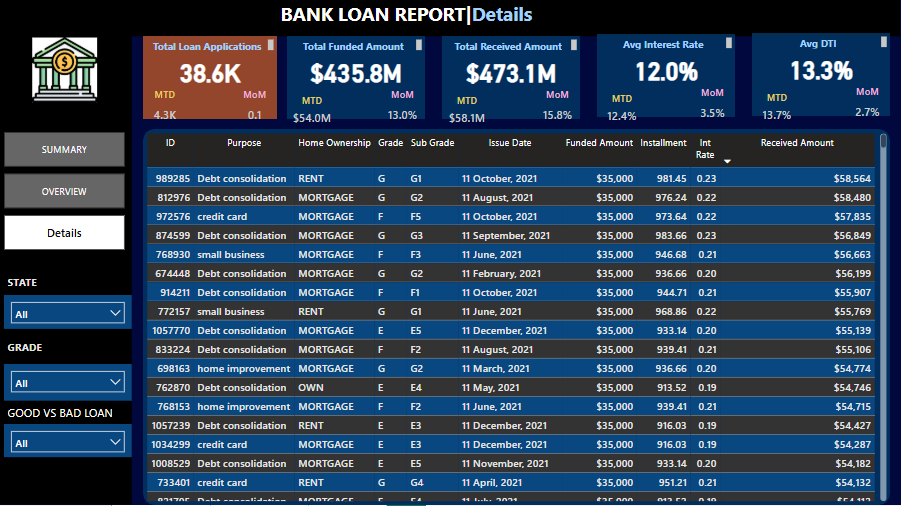 BANK LOAN REPORT|Details
Total Loan Applications
38.6K
MTD MoM
4.3K 0.1
Total Funded Amount
$435.8M
MTD MoM
$54.0M 13.0%
Total Received Amount
$473.1M
MTD MoM
$58.1M 15.8%
Avg Interest Rate
12.0%
MTD MoM
12.4% 3.5%
Avg DTI
13.3%
MTD MoM
13.7% 2.7%
SUMMARY
OVERVIEW
Details
STATE
All
GRADE
All
GOOD VS BAD LOAN
All
ID Purpose Home Ownership Grade Sub Grade Issue Date Funded Amount Installment Int Rate Received Amount
989285 Debt consolidation RENT G G1 11 October, 2021 $35,000 981.45 0.23 $58,564
812976 Debt consolidation MORTGAGE G G2 11 August, 2021 $35,000 976.24 0.22 $58,480
972576 credit card MORTGAGE F F5 11 October, 2021 $35,000 973.64 0.22 $57,835
874599 Debt consolidation MORTGAGE G G3 11 September, 2021 $35,000 983.66 0.23 $56,849
768930 small business MORTGAGE F F3 11 June, 2021 $35,000 946.68 0.21 $56,663
674448 Debt consolidation MORTGAGE G G2 11 February, 2021 $35,000 936.66 0.20 $56,199
914211 Debt consolidation MORTGAGE F F1 11 October, 2021 $35,000 944.71 0.21 $55,907
772157 small business RENT G G1 11 June, 2021 $35,000 968.86 0.22 $55,769
1057770 Debt consolidation MORTGAGE E E5 11 December, 2021 $35,000 933.14 0.20 $55,139
833224 Debt consolidation MORTGAGE F F2 11 August, 2021 $35,000 939.41 0.21 $55,106
698163 home improvement MORTGAGE G G2 11 March, 2021 $35,000 936.66 0.20 $54,774
762870 Debt consolidation OWN E E4 11 May, 2021 $35,000 913.52 0.19 $54,746
768153 home improvement MORTGAGE F F2 11 June, 2021 $35,000 939.41 0.21 $54,715
1057239 Debt consolidation RENT E E3 11 December, 2021 $35,000 916.03 0.19 $54,427
1034299 credit card MORTGAGE E E3 11 December, 2021 $35,000 916.03 0.19 $54,287
1008529 Debt consolidation MORTGAGE E E5 11 November, 2021 $35,000 933.14 0.20 $54,182
733401 credit card RENT G G4 11 April, 2021 $35,000 951.21 0.21 $54,132
Debt consolidation MORTGAGE 11 July, 2021 $35,000